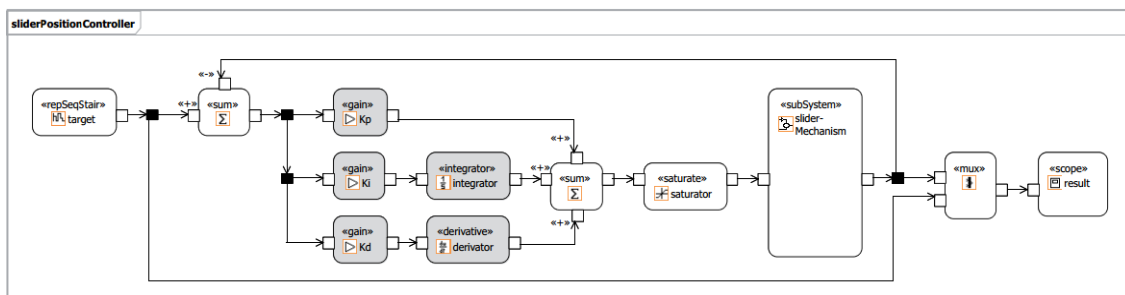 sliderPositionController
«-»
«repSeqStair»
target
«+»
«sum»
Σ
«gain»
Kp
«+»
«gain»
Ki
«integrator»
integrator
«+»
«sum»
Σ
«+»
«gain»
Kd
«derivative»
derivator
«saturate»
saturator
«subSystem»
slider-
Mechanism
«mux»
«scope»
result